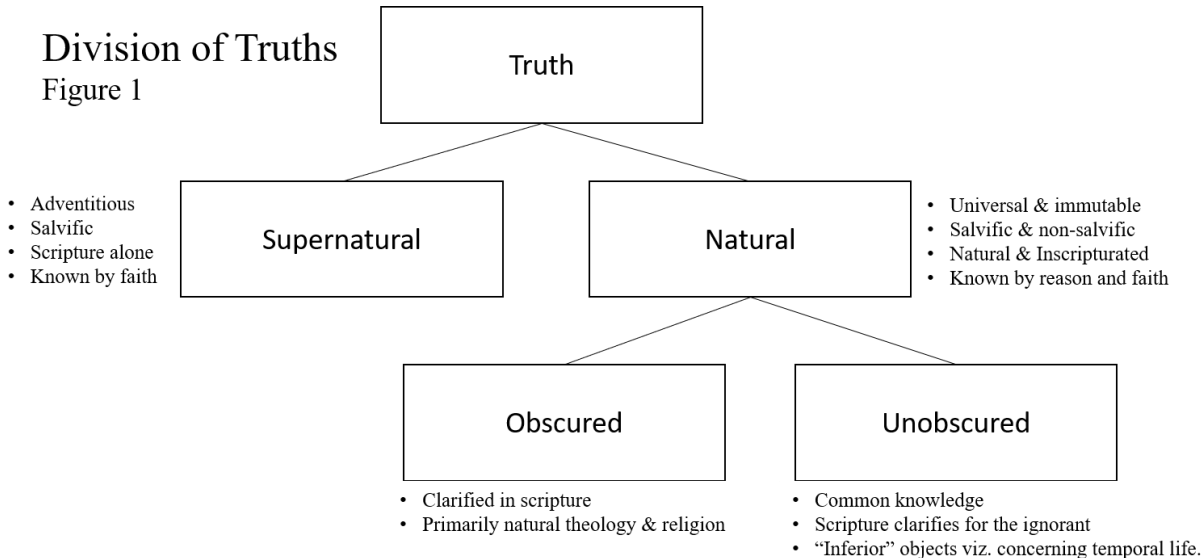 Division of Truths
Figure 1
Truth
• Adventitious
• Salvific
• Scripture alone
• Known by faith
Supernatural
Natural
• Universal & immutable
• Salvific & non-salvific
• Natural & Inscripturated
• Known by reason and faith
Obscured
Unobscured
• Clarified in scripture
• Primarily natural theology & religion
• Common knowledge
• Scripture clarifies for the ignorant
• “Inferior” objects viz. concerning temporal life.